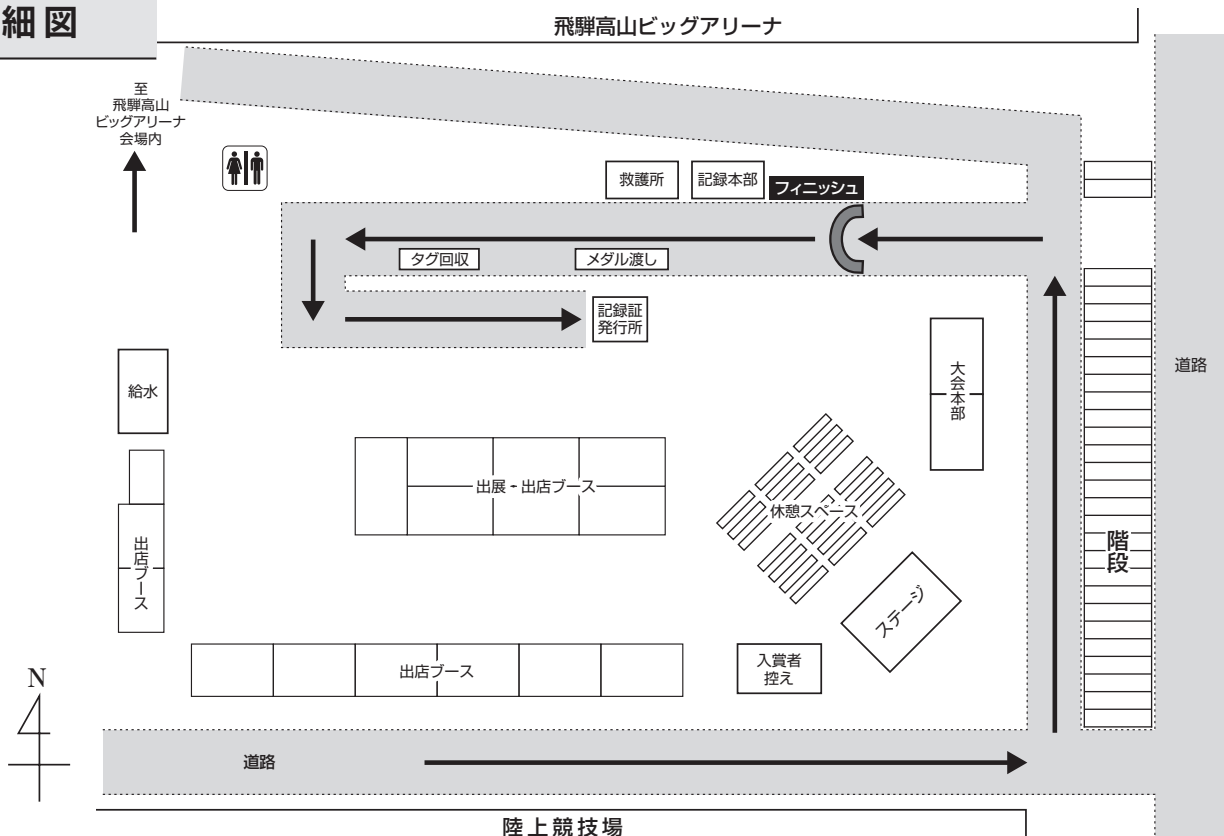 細図
飛騨高山ビッグアリーナ
至
飛騨高山
ビッグアリーナ
会場内
救護所
記録本部
フィニッシュ
タグ回収
メダル渡し
記録証
発行所
大会本部
道路
給水
出展・出店ブース
休憩スペース
階段
出店ブース
ステージ
出店ブース
入賞者
控え
N
道路
陸上競技場